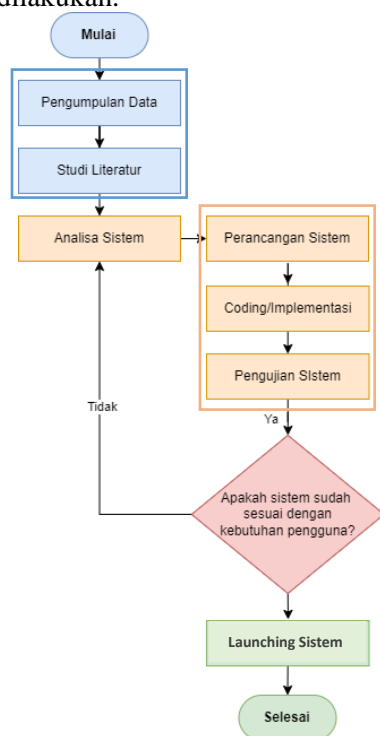 dilakukan.
Mulai
Pengumpulan Data
Studi Literatur
Analisa Sistem
Perancangan Sistem
Coding/Implementasi
Pengujian SIstem
Tidak
Ya
Apakah sistem sudah
sesuai dengan
kebutuhan pengguna?
Launching Sistem
Selesai